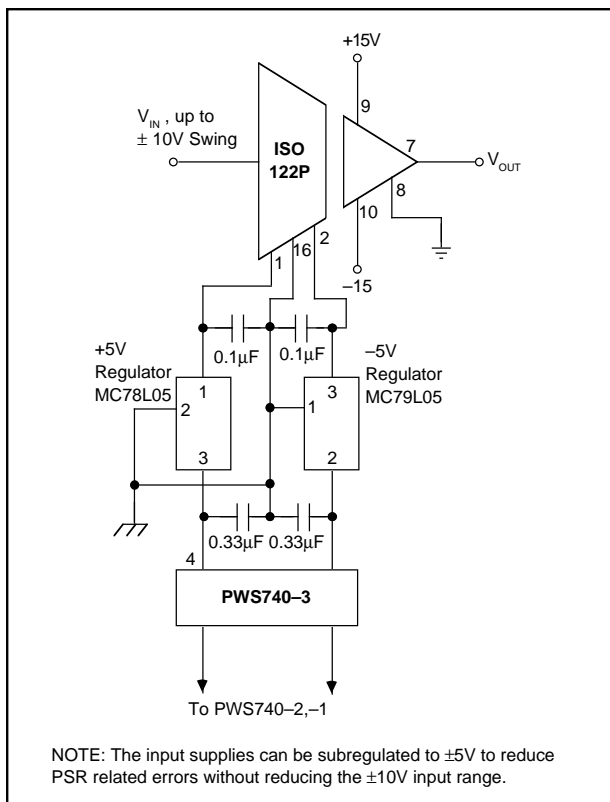 +15V
9
V_IN , up to
± 10V Swing
ISO
122P
7
V_OUT
8
10
2
16
1
–15
+5V
Regulator
MC78L05
0.1µF
0.1µF
–5V
Regulator
MC79L05
1
2
3
3
1
2
0.33µF
0.33µF
4
PWS740–3
To PWS740–2,–1
NOTE: The input supplies can be subregulated to ±5V to reduce
PSR related errors without reducing the ±10V input range.